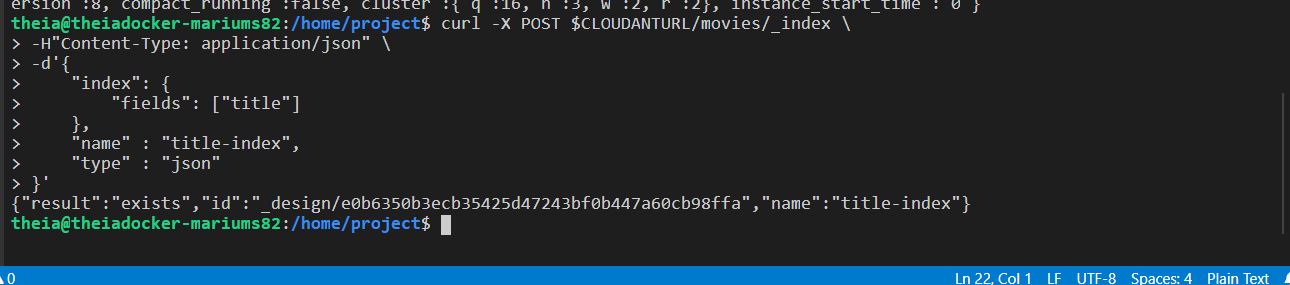 ersion":8,"compact_running":false,"cluster":{"q":16,"n":3,"w":2,"r":2},"instance_start_time":"0"}
theia@theiadocker-mariums82:/home/project$ curl -X POST $CLOUDANTURL/movies/_index \
> -H"Content-Type: application/json" \
> -d'{
>     "index": {
>         "fields": ["title"]
>     },
>     "name" : "title-index",
>     "type" : "json"
> }'
{"result":"exists","id":"_design/e0b6350b3ecb35425d47243bf0b447a60cb98ffa","name":"title-index"}
theia@theiadocker-mariums82:/home/project$
0 Ln 22, Col 1 LF UTF-8 Spaces: 4 Plain Text